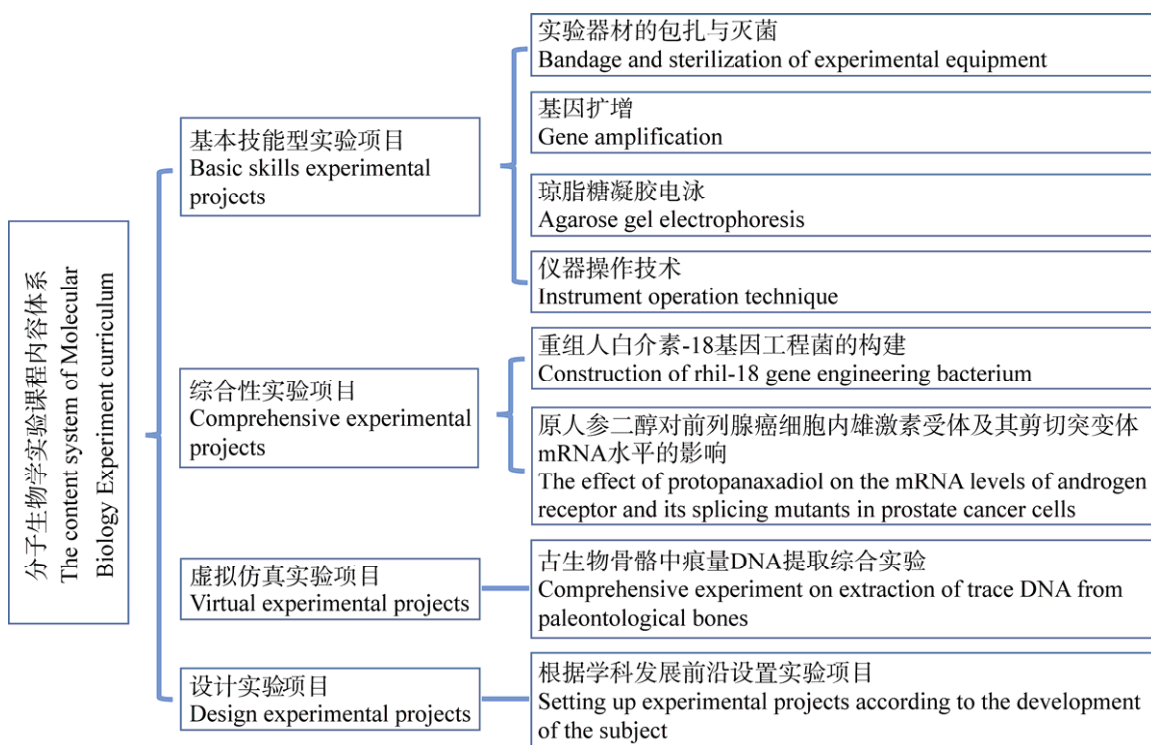 分子生物学实验课程内容体系
The content system of Molecular
Biology Experiment curriculum
基本技能型实验项目
Basic skills experimental
projects
实验器材的包扎与灭菌
Bandage and sterilization of experimental equipment
基因扩增
Gene amplification
琼脂糖凝胶电泳
Agarose gel electrophoresis
仪器操作技术
Instrument operation technique
综合性实验项目
Comprehensive experimental
projects
重组人白介素-18基因工程菌的构建
Construction of rhil-18 gene engineering bacterium
原人参二醇对前列腺癌细胞内雄激素受体及其剪切突变体
mRNA水平的影响
The effect of protopanaxadiol on the mRNA levels of androgen
receptor and its splicing mutants in prostate cancer cells
虚拟仿真实验项目
Virtual experimental projects
古生物骨骼中痕量DNA提取综合实验
Comprehensive experiment on extraction of trace DNA from
paleontological bones
设计实验项目
Design experimental projects
根据学科发展前沿设置实验项目
Setting up experimental projects according to the development
of the subject